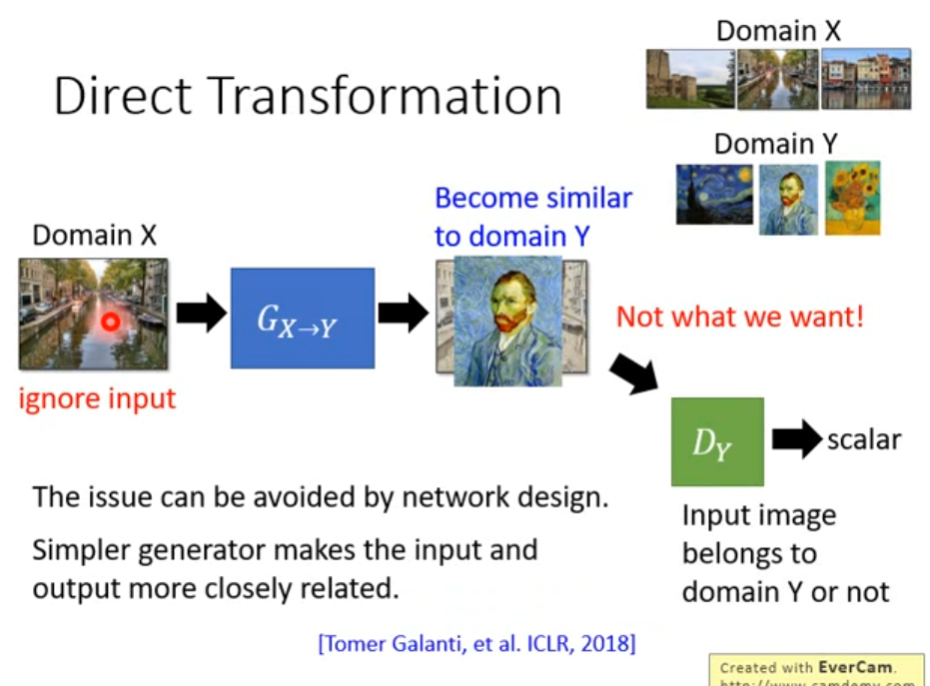 Direct Transformation
Domain X
Domain Y
Domain X
G_{X→Y}
Become similar
to domain Y
Not what we want!
ignore input
D_Y
scalar
The issue can be avoided by network design.
Simpler generator makes the input and
output more closely related.
Input image
belongs to
domain Y or not
[Tomer Galanti, et al. ICLR, 2018]
Created with EverCam.
http://www.camdemy.com